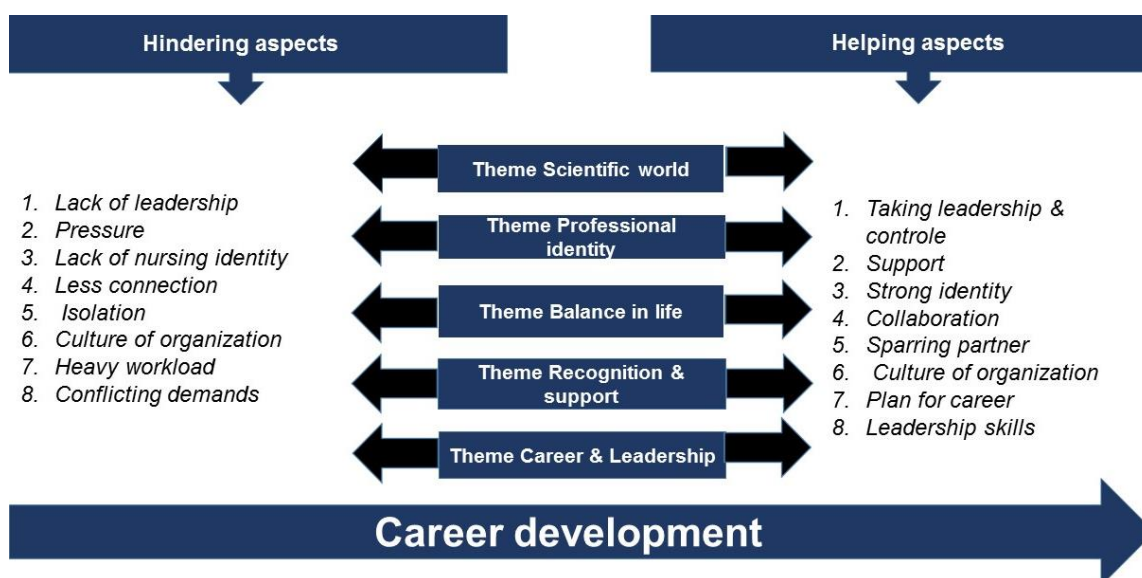 Hindering aspects
Helping aspects
1. Lack of leadership
2. Pressure
3. Lack of nursing identity
4. Less connection
5. Isolation
6. Culture of organization
7. Heavy workload
8. Conflicting demands
Theme Scientific world
Theme Professional
identity
Theme Balance in life
Theme Recognition &
support
Theme Career & Leadership
1. Taking leadership &
controle
2. Support
3. Strong identity
4. Collaboration
5. Sparring partner
6. Culture of organization
7. Plan for career
8. Leadership skills
Career development